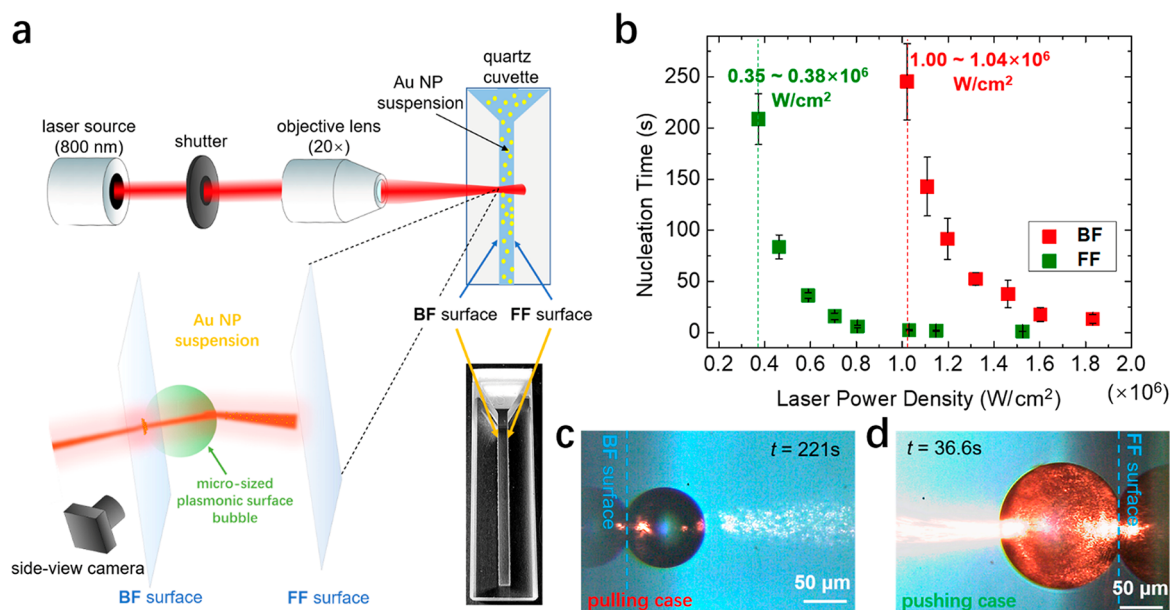 a
laser source
(800 nm)
shutter
objective lens
(20×)
Au NP
suspension
quartz
cuvette
BF surface
FF surface
Au NP
suspension
micro-sized
plasmonic surface
bubble
side-view camera
BF surface
FF surface
b
Nucleation Time (s)
250
200
150
100
50
0
0.35 ~ 0.38×10⁶
W/cm²
1.00 ~ 1.04×10⁶
W/cm²
BF
FF
0.2 0.4 0.6 0.8 1.0 1.2 1.4 1.6 1.8 2.0
Laser Power Density (W/cm²)
(×10⁶)
c
BF surface
t = 221s
50 μm
pulling case
d
t = 36.6s
FF surface
50 μm
pushing case